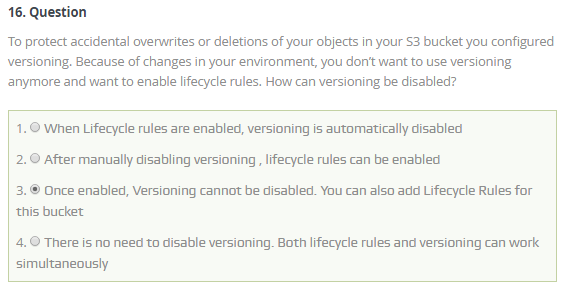 16. Question
To protect accidental overwrites or deletions of your objects in your S3 bucket you configured
versioning. Because of changes in your environment, you don't want to use versioning
anymore and want to enable lifecycle rules. How can versioning be disabled?
1. When Lifecycle rules are enabled, versioning is automatically disabled
2. After manually disabling versioning , lifecycle rules can be enabled
3. Once enabled, Versioning cannot be disabled. You can also add Lifecycle Rules for
this bucket
4. There is no need to disable versioning. Both lifecycle rules and versioning can work
simultaneously